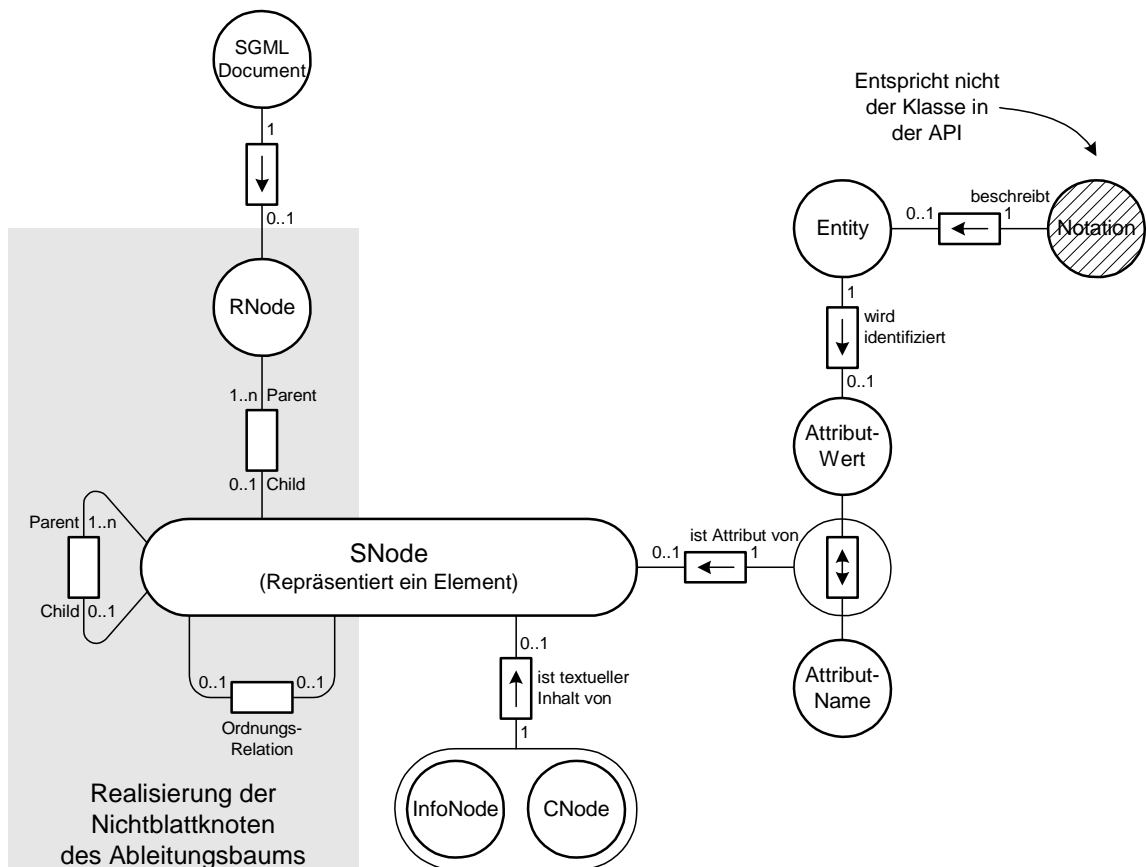 SGML
Document
1
0..1
Entspricht nicht
der Klasse in
der API
Entity
0..1
beschreibt
1
Notation
RNode
1
wird
identifiziert
0..1
1..n Parent
0..1 Child
Attribut-
Wert
Parent 1..n
Child 0..1
SNode
(Repräsentiert ein Element)
0..1
ist Attribut von
1
0..1
0..1
Ordnungs-
Relation
0..1
ist textueller
Inhalt von
1
Attribut-
Name
InfoNode
CNode
Realisierung der
Nichtblattknoten
des Ableitungsbaums